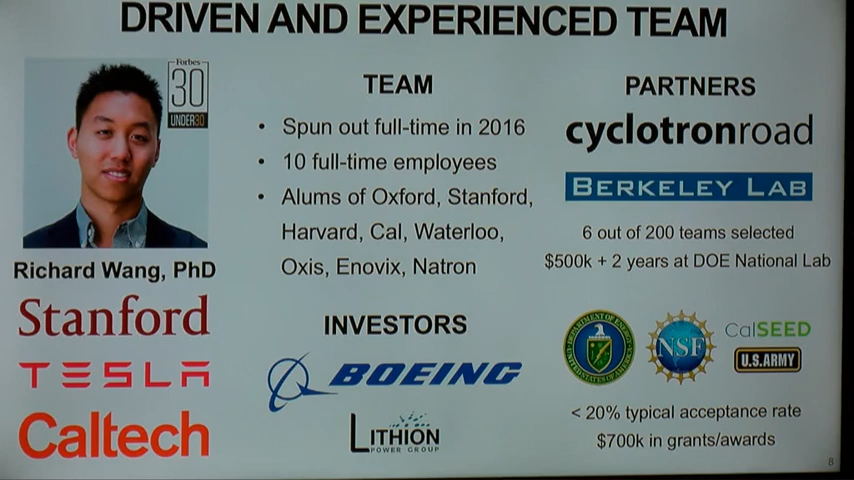 DRIVEN AND EXPERIENCED TEAM
Forbes
30
UNDER30
Richard Wang, PhD
Stanford
TESLA
Caltech
TEAM
• Spun out full-time in 2016
• 10 full-time employees
• Alums of Oxford, Stanford,
Harvard, Cal, Waterloo,
Oxis, Enovix, Natron
INVESTORS
BOEING
LITHION
POWER GROUP
PARTNERS
cyclotronroad
BERKELEY LAB
6 out of 200 teams selected
$500k + 2 years at DOE National Lab
NSF
CalSEED
U.S.ARMY
< 20% typical acceptance rate
$700k in grants/awards
8